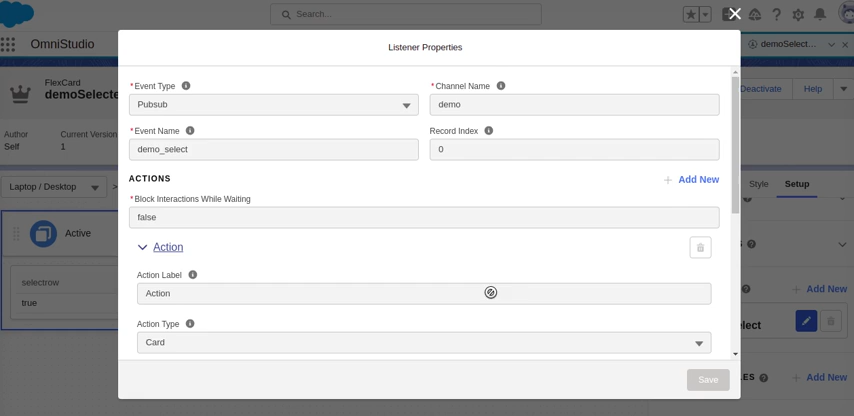 Search...
OmniStudio
demoSelect...
Listener Properties
FlexCard
demoSelecte
Deactivate
Help
Author
Self
Current Version
1
*Event Type
Pubsub
*Channel Name
demo
*Event Name
demo_select
Record Index
0
ACTIONS
Add New
*Block Interactions While Waiting
false
Action
Action Label
Action
Action Type
Card
Save
Laptop / Desktop
>
Active
selectrow
true
Style
Setup
S
Add New
elect
LES
Add New